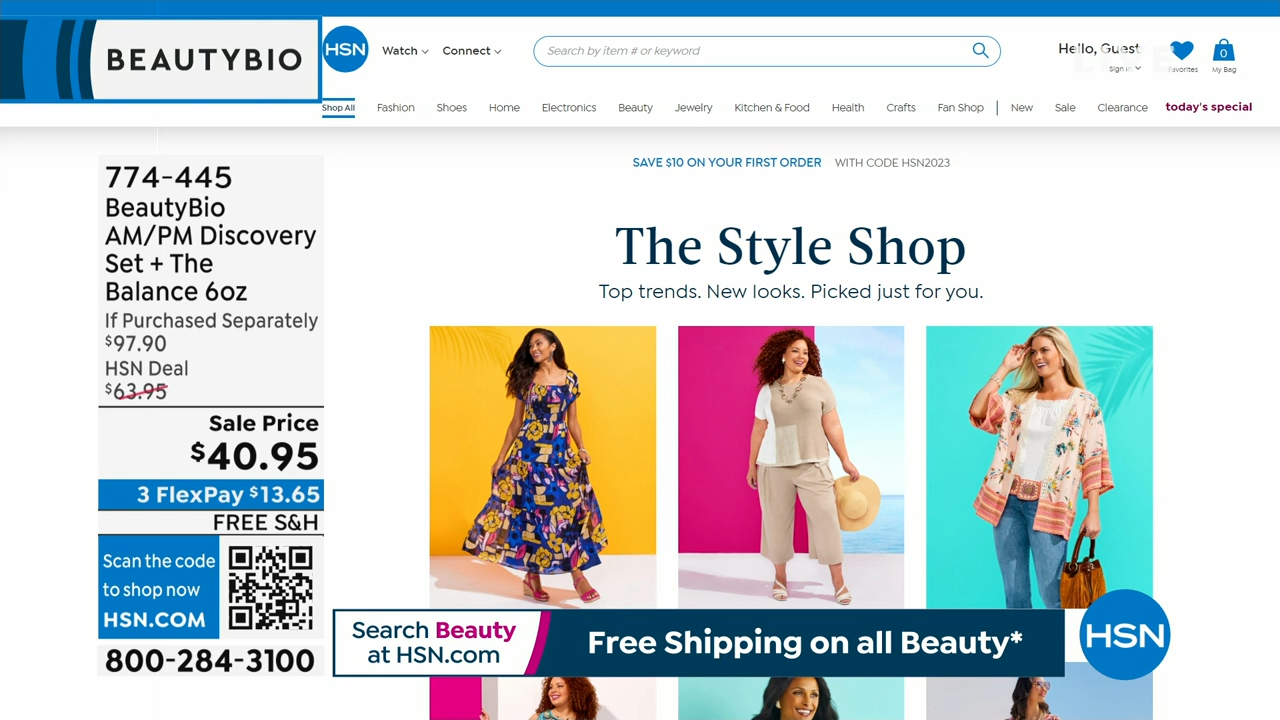 BEAUTYBIO
HSN
Watch
Connect
Search by item # or keyword
Hello, Guest
Sign in
Favorites
0
My Bag
LIVE
Shop All
Fashion
Shoes
Home
Electronics
Beauty
Jewelry
Kitchen & Food
Health
Crafts
Fan Shop
New
Sale
Clearance
today's special
SAVE $10 ON YOUR FIRST ORDER WITH CODE HSN2023
The Style Shop
Top trends. New looks. Picked just for you.
774-445
BeautyBio
AM/PM Discovery
Set + The
Balance 6oz
If Purchased Separately
$97.90
HSN Deal
$63.95
Sale Price
$40.95
3 FlexPay $13.65
FREE S&H
Scan the code
to shop now
HSN.COM
800-284-3100
Search Beauty
at HSN.com
Free Shipping on all Beauty*
HSN